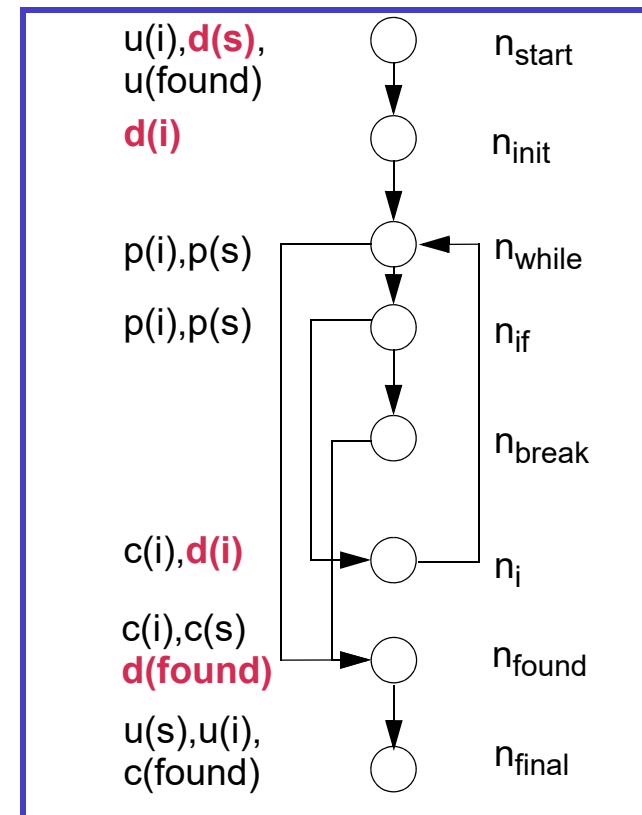 u(i),d(s),
u(found)
n_start
d(i)
n_init
p(i),p(s)
n_while
p(i),p(s)
n_if
n_break
c(i),d(i)
n_i
c(i),c(s)
d(found)
n_found
u(s),u(i),
c(found)
n_final